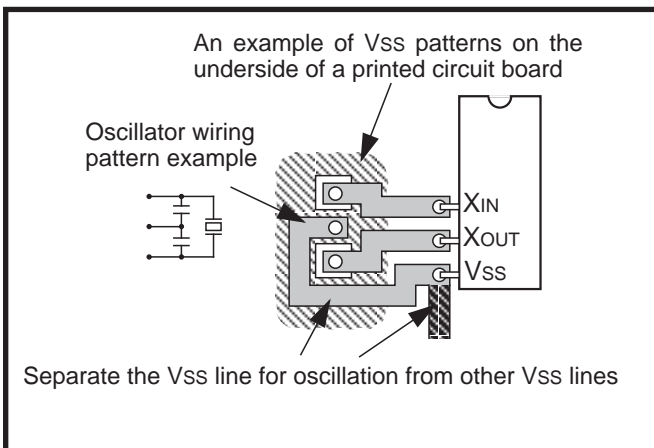 An example of VSS patterns on the
underside of a printed circuit board
Oscillator wiring
pattern example
XIN
XOUT
VSS
Separate the VSS line for oscillation from other VSS lines